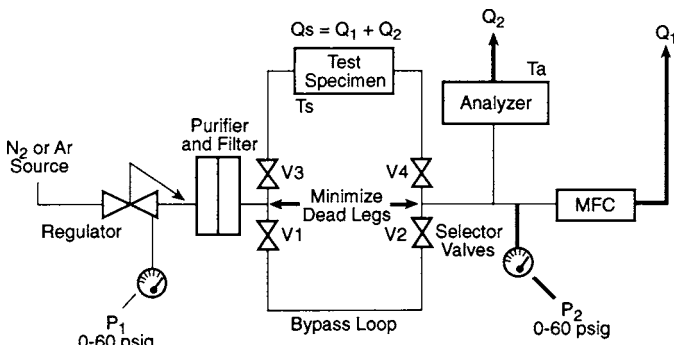 Qs = Q1 + Q2
Test
Specimen
Ts
Q2
Ta
Analyzer
Q1
N2 or Ar
Source
Purifier
and Filter
Regulator
V3
V4
Minimize
Dead Legs
V1
V2
Selector
Valves
MFC
P1
0-60 psig
Bypass Loop
P2
0-60 psig